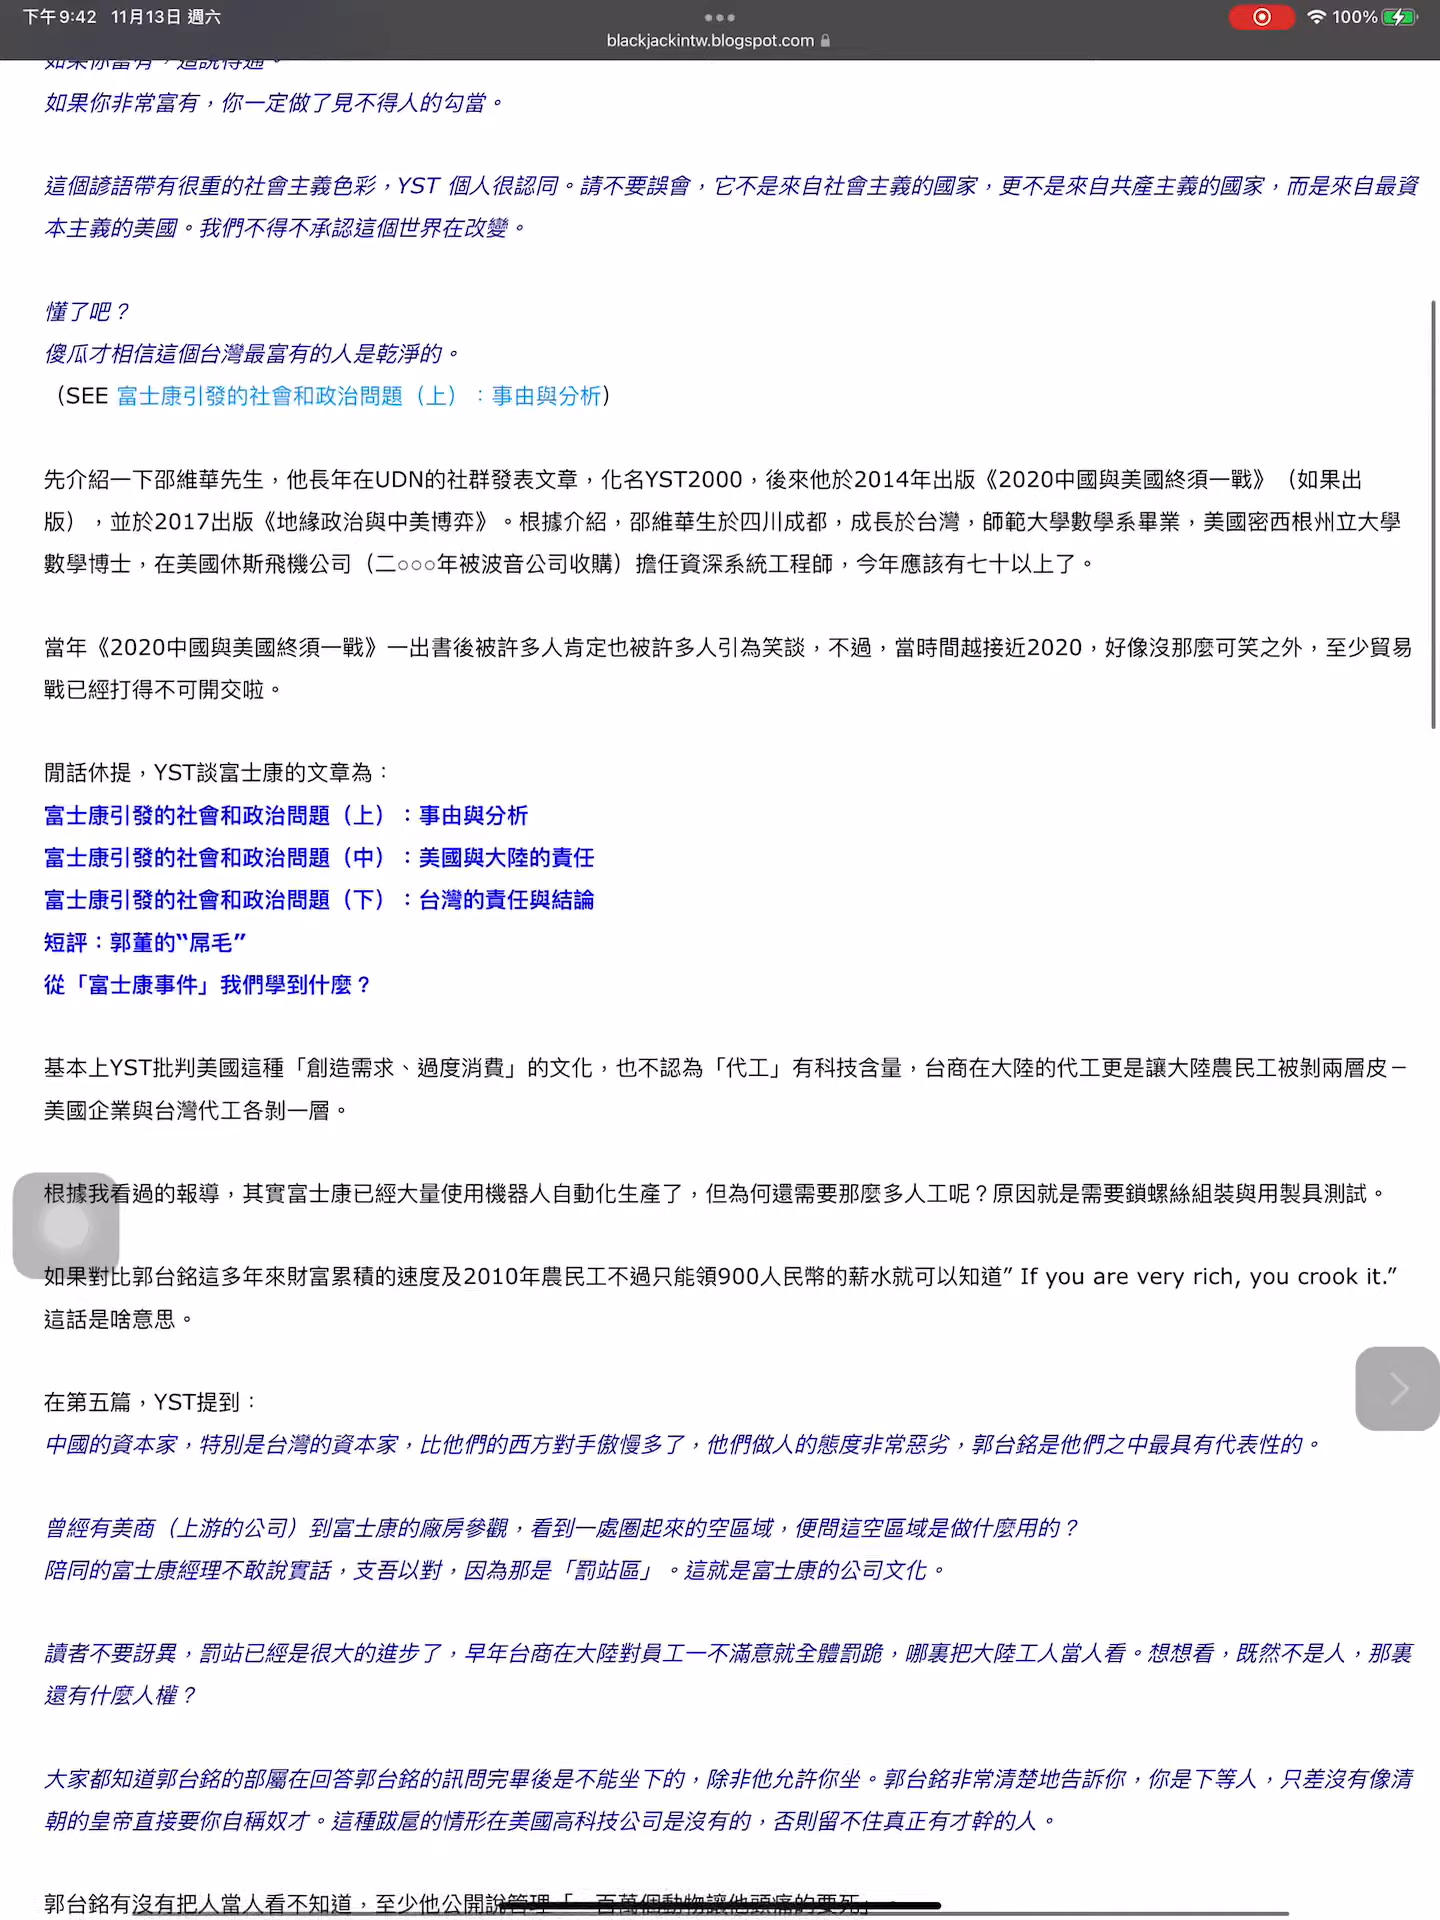 下午9:42 11月13日 週六
100%
blackjackintw.blogspot.com
如果你富有，這說得通。
如果你非常富有，你一定做了見不得人的勾當。
這個諺語帶有很重的社會主義色彩，YST 個人很認同。請不要誤會，它不是來自社會主義的國家，更不是來自共產主義的國家，而是來自最資
本主義的美國。我們不得不承認這個世界在改變。
懂了吧？
傻瓜才相信這個台灣最富有的人是乾淨的。
（SEE 富士康引發的社會和政治問題（上）：事由與分析）
先介紹一下邵維華先生，他長年在UDN的社群發表文章，化名YST2000，後來他於2014年出版《2020中國與美國終須一戰》（如果出
版），並於2017出版《地緣政治與中美博弈》。根據介紹，邵維華生於四川成都，成長於台灣，師範大學數學系畢業，美國密西根州立大學
數學博士，在美國休斯飛機公司（二○○○年被波音公司收購）擔任資深系統工程師，今年應該有七十以上了。
當年《2020中國與美國終須一戰》一出書後被許多人肯定也被許多人引為笑談，不過，當時間越接近2020，好像沒那麼可笑之外，至少貿易
戰已經打得不可開交啦。
閒話休提，YST談富士康的文章為：
富士康引發的社會和政治問題（上）：事由與分析
富士康引發的社會和政治問題（中）：美國與大陸的責任
富士康引發的社會和政治問題（下）：台灣的責任與結論
短評：郭董的“屌毛”
從「富士康事件」我們學到什麼？
基本上YST批判美國這種「創造需求、過度消費」的文化，也不認為「代工」有科技含量，台商在大陸的代工更是讓大陸農民工被剝兩層皮－
美國企業與台灣代工各剝一層。
根據我看過的報導，其實富士康已經大量使用機器人自動化生產了，但為何還需要那麼多人工呢？原因就是需要鎖螺絲組裝與用製具測試。
如果對比郭台銘這多年來財富累積的速度及2010年農民工不過只能領900人民幣的薪水就可以知道” If you are very rich, you crook it.”
這話是啥意思。
在第五篇，YST提到：
中國的資本家，特別是台灣的資本家，比他們的西方對手傲慢多了，他們做人的態度非常惡劣，郭台銘是他們之中最具有代表性的。
曾經有美商（上游的公司）到富士康的廠房參觀，看到一處圈起來的空區域，便問這空區域是做什麼用的？
陪同的富士康經理不敢說實話，支吾以對，因為那是「罰站區」。這就是富士康的公司文化。
讀者不要訝異，罰站已經是很大的進步了，早年台商在大陸對員工一不滿意就全體罰跪，哪裏把大陸工人當人看。想想看，既然不是人，那裏
還有什麼人權？
大家都知道郭台銘的部屬在回答郭台銘的訊問完畢後是不能坐下的，除非他允許你坐。郭台銘非常清楚地告訴你，你是下等人，只差沒有像清
朝的皇帝直接要你自稱奴才。這種跋扈的情形在美國高科技公司是沒有的，否則留不住真正有才幹的人。
郭台銘有沒有把人當人看不知道，至少他公開說管理「一百萬個動物讓他頭痛的要死」。